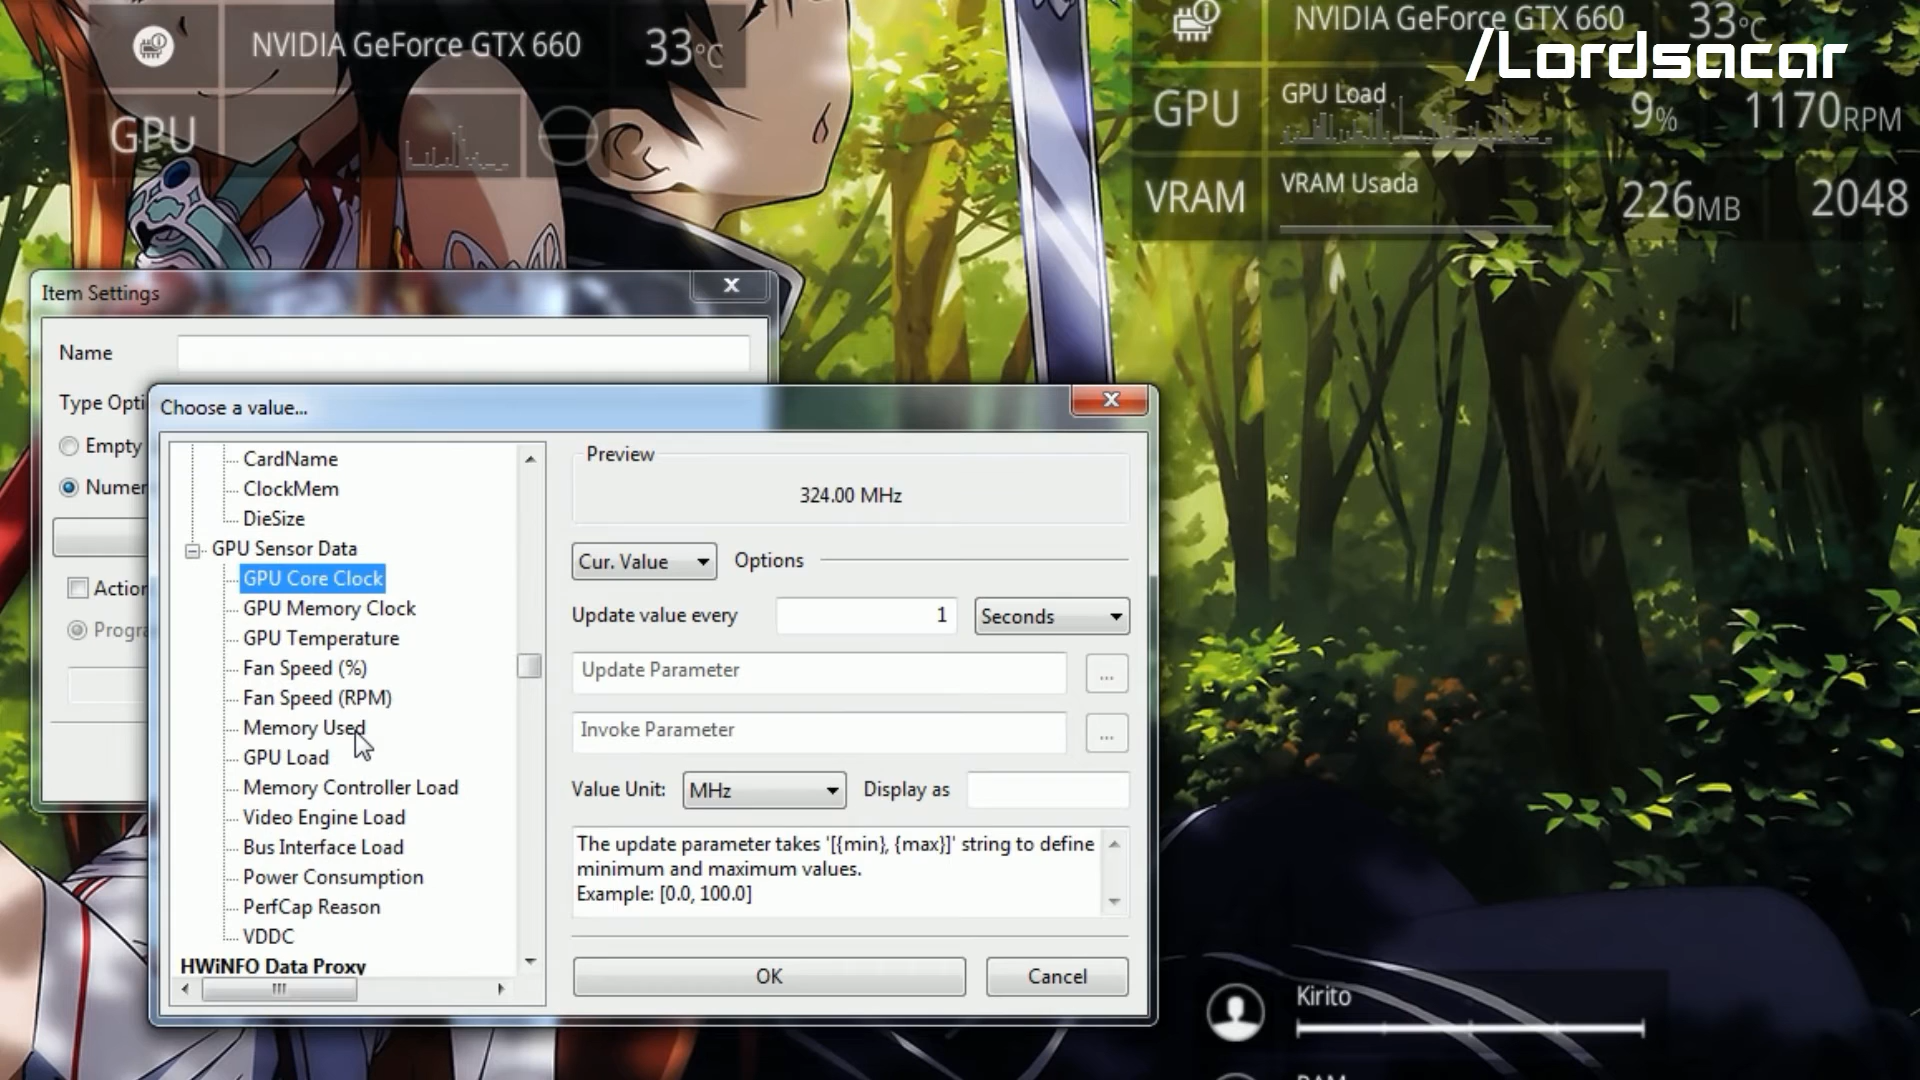 NVIDIA GeForce GTX 660
33°C
GPU
NVIDIA GeForce GTX 660
33°C
/Lordsacar
GPU
GPU Load
9%
1170RPM
VRAM
VRAM Usada
226MB
2048
Item Settings
Name
Type Opti
Empty
Numer
Action
Progra
Choose a value...
CardName
ClockMem
DieSize
GPU Sensor Data
GPU Core Clock
GPU Memory Clock
GPU Temperature
Fan Speed (%)
Fan Speed (RPM)
Memory Used
GPU Load
Memory Controller Load
Video Engine Load
Bus Interface Load
Power Consumption
PerfCap Reason
VDDC
HWiNFO Data Proxy
Preview
324.00 MHz
Cur. Value
Options
Update value every
1
Seconds
Update Parameter
...
Invoke Parameter
...
Value Unit:
MHz
Display as
The update parameter takes '[{min}, {max}]' string to define
minimum and maximum values.
Example: [0.0, 100.0]
OK
Cancel
Kirito